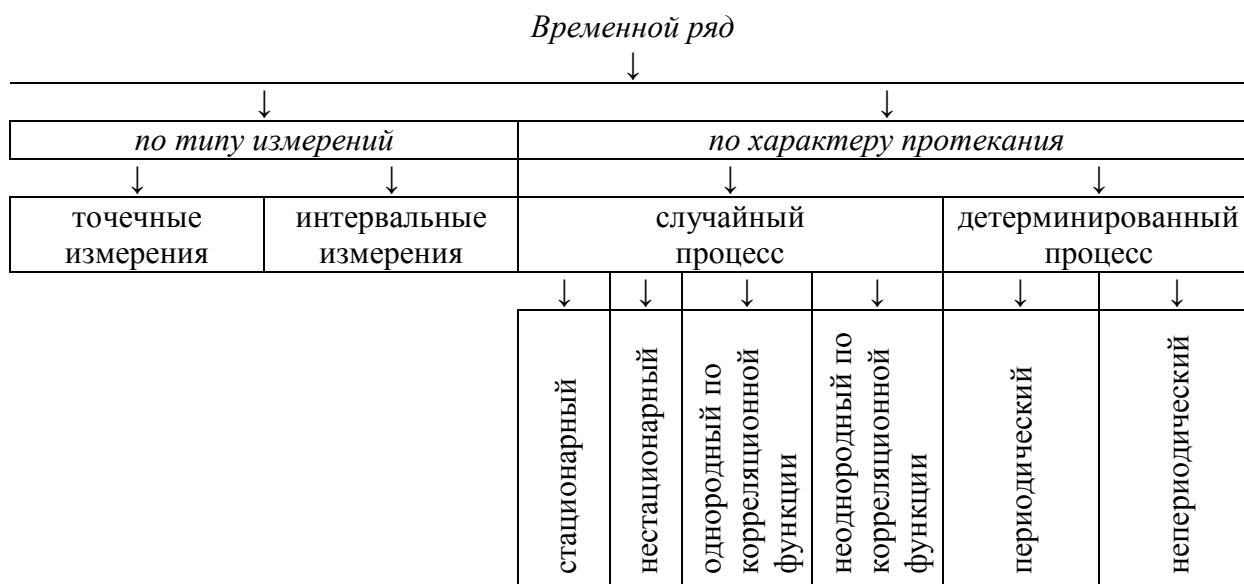 Временной ряд
↓
↓ ↓
по типу измерений по характеру протекания
↓ ↓ ↓ ↓
точечные интервальные случайный детерминированный
измерения измерения процесс процесс
↓ ↓ ↓ ↓ ↓ ↓
стационарный
нестационарный
однородный по
корреляционной
функции
неоднородный по
корреляционной
функции
периодический
непериодический